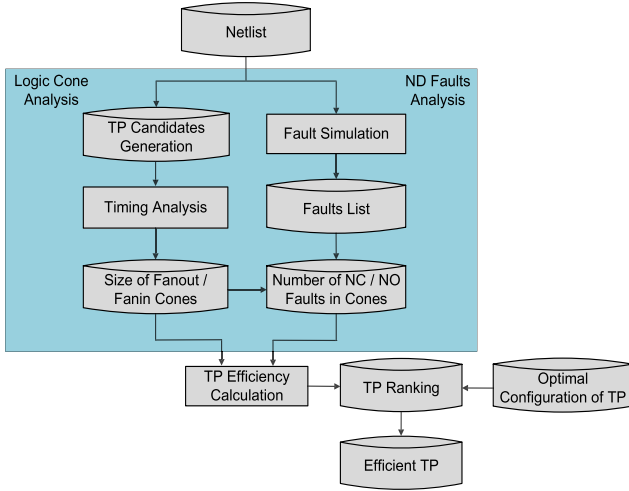 Netlist
Logic Cone
Analysis
ND Faults
Analysis
TP Candidates
Generation
Fault Simulation
Timing Analysis
Faults List
Size of Fanout /
Fanin Cones
Number of NC / NO
Faults in Cones
TP Efficiency
Calculation
TP Ranking
Optimal
Configuration of TP
Efficient TP